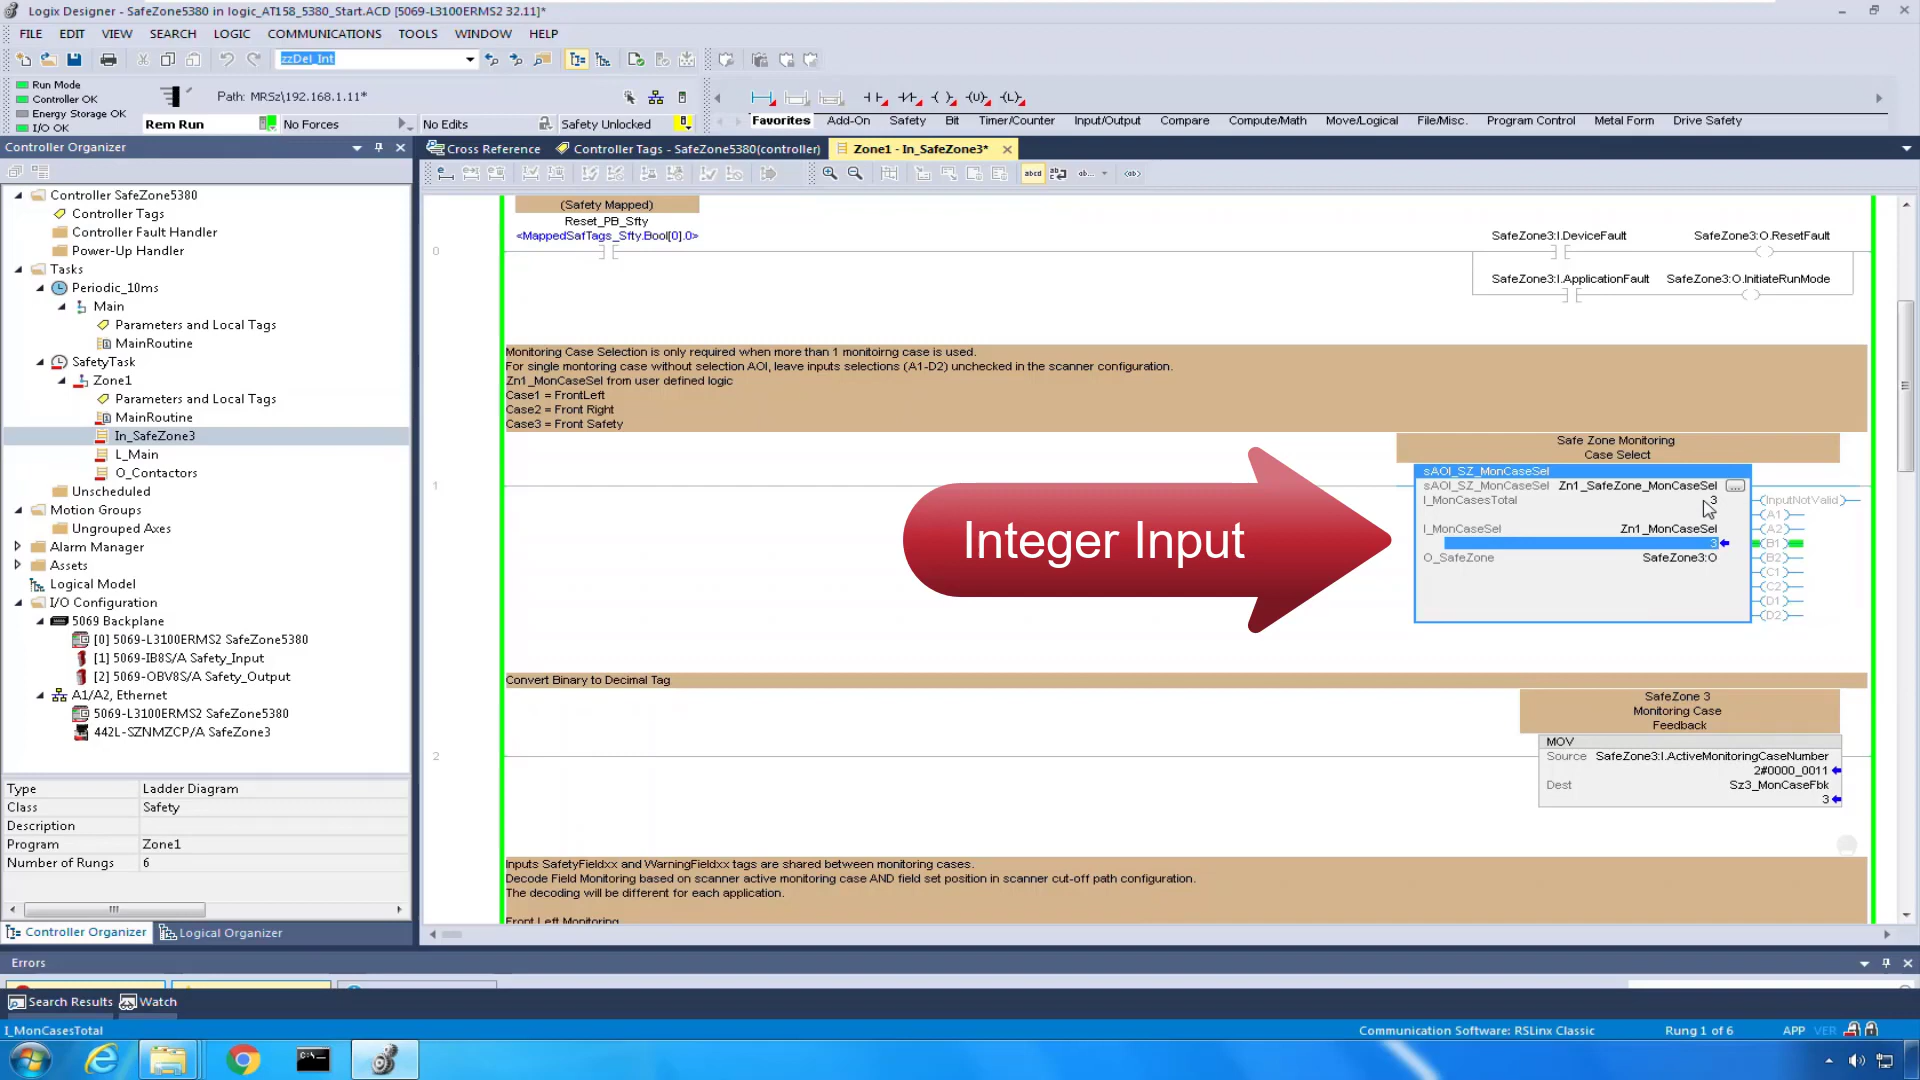 Logix Designer - SafeZone5380 in logic_AT158_5380_Start.ACD [5069-L3100ERMS2 32.11]*
FILE EDIT VIEW SEARCH LOGIC COMMUNICATIONS TOOLS WINDOW HELP
zzDel_Int
Run Mode
Controller OK
Energy Storage OK
I/O OK
Path: MRSz\192.168.1.11*
Rem Run
No Forces
No Edits
Safety Unlocked
Favorites Add-On Safety Bit Timer/Counter Input/Output Compare Compute/Math Move/Logical File/Misc. Program Control Metal Form Drive Safety
Controller Organizer
Cross Reference
Controller Tags - SafeZone5380(controller)
Zone1 - In_SafeZone3*
Controller SafeZone5380
Controller Tags
Controller Fault Handler
Power-Up Handler
Tasks
Periodic_10ms
Main
Parameters and Local Tags
MainRoutine
SafetyTask
Zone1
Parameters and Local Tags
MainRoutine
In_SafeZone3
L_Main
O_Contactors
Unscheduled
Motion Groups
Ungrouped Axes
Alarm Manager
Assets
Logical Model
I/O Configuration
5069 Backplane
[0] 5069-L3100ERMS2 SafeZone5380
[1] 5069-IB8S/A Safety_Input
[2] 5069-OBV8S/A Safety_Output
A1/A2, Ethernet
5069-L3100ERMS2 SafeZone5380
442L-SZNMZCP/A SafeZone3
Type Ladder Diagram
Class Safety
Description
Program Zone1
Number of Rungs 6
Controller Organizer
Logical Organizer
(Safety Mapped)
Reset_PB_Sfty
<MappedSafTags_Sfty.Bool[0].0>
0
SafeZone3:I.DeviceFault
SafeZone3:O.ResetFault
SafeZone3:I.ApplicationFault
SafeZone3:O.InitiateRunMode
Monitoring Case Selection is only required when more than 1 monitoirng case is used.
For single montoring case without selection AOI, leave inputs selections (A1-D2) unchecked in the scanner configuration.
Zn1_MonCaseSel from user defined logic
Case1 = FrontLeft
Case2 = Front Right
Case3 = Front Safety
Safe Zone Monitoring
Case Select
1
sAOI_SZ_MonCaseSel
sAOI_SZ_MonCaseSel Zn1_SafeZone_MonCaseSel ...
I_MonCasesTotal 3
I_MonCaseSel Zn1_MonCaseSel
3
O_SafeZone SafeZone3:O
InputNotValid
A1
A2
B1
B2
C1
C2
D1
D2
Integer Input
Convert Binary to Decimal Tag
SafeZone 3
Monitoring Case
Feedback
2
MOV
Source SafeZone3:I.ActiveMonitoringCaseNumber
2#0000_0011
Dest Sz3_MonCaseFbk
3
Inputs SafetyFieldxx and WarningFieldxx tags are shared between monitoring cases.
Decode Field Monitoring based on scanner active monitoring case AND field set position in scanner cut-off path configuration.
The decoding will be different for each application.
Front Left Monitoring
Errors
Search Results
Watch
I_MonCasesTotal
Communication Software: RSLinx Classic
Rung 1 of 6
APP VER